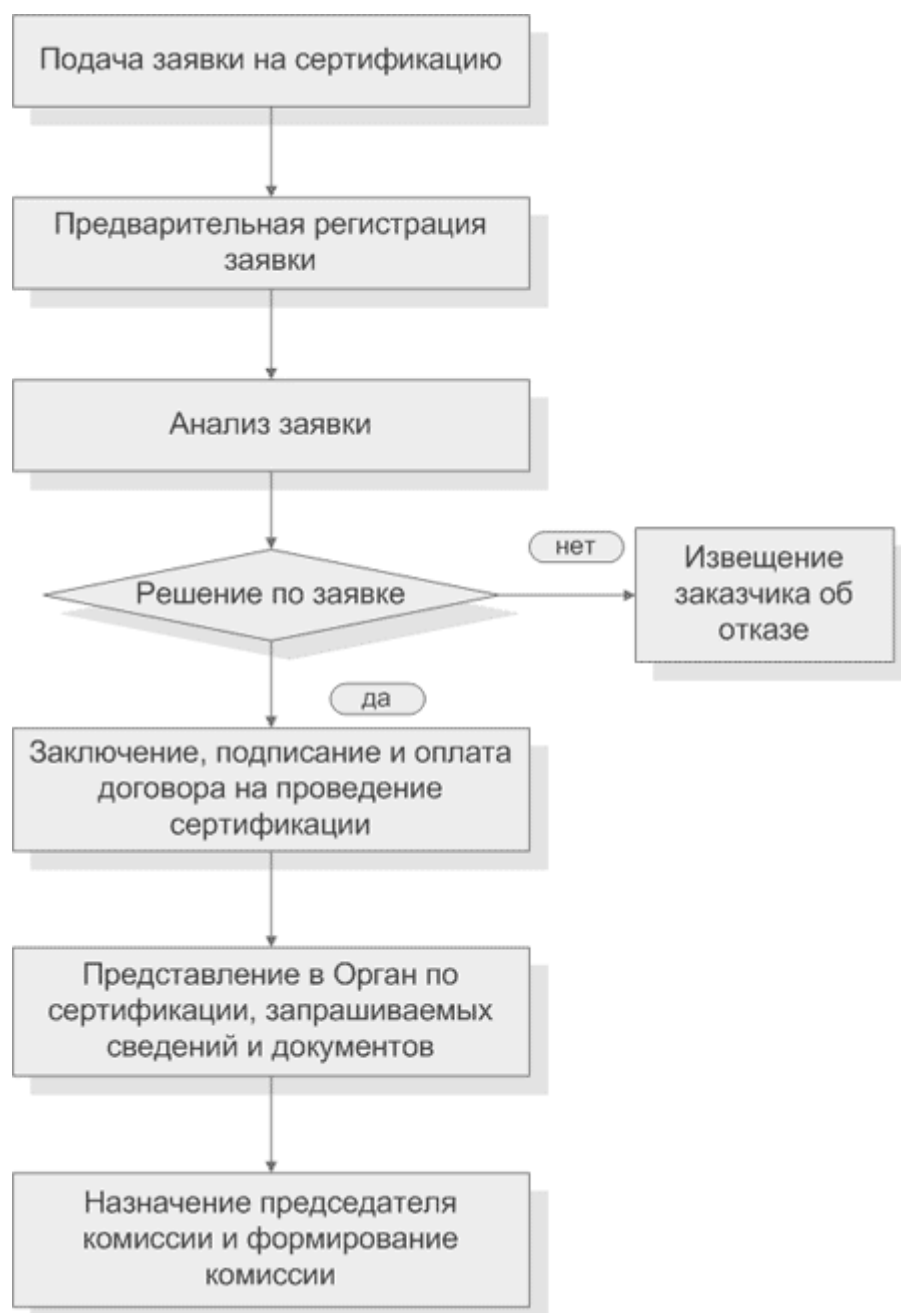 Подача заявки на сертификацию
Предварительная регистрация
заявки
Анализ заявки
Решение по заявке
нет
Извещение
заказчика об
отказе
да
Заключение, подписание и оплата
договора на проведение
сертификации
Представление в Орган по
сертификации, запрашиваемых
сведений и документов
Назначение председателя
комиссии и формирование
комиссии